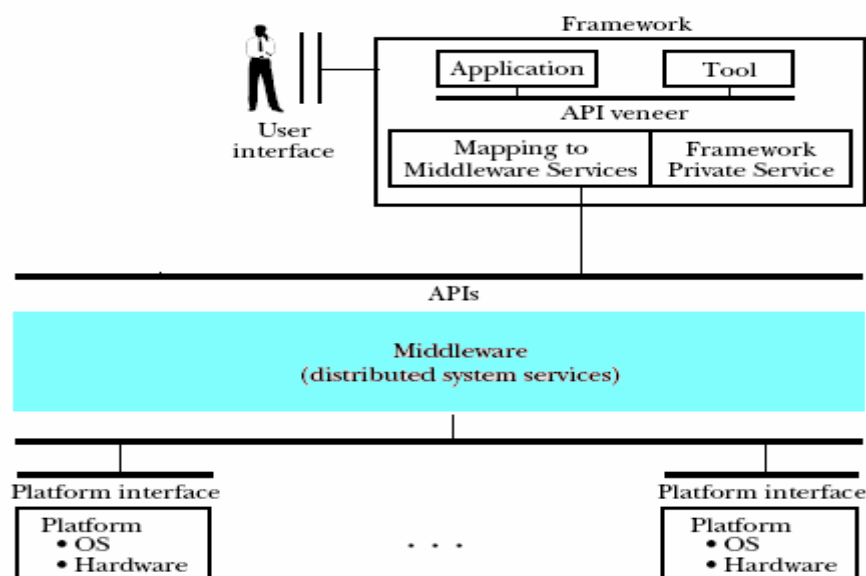 Framework
Application
Tool
API veneer
User
interface
Mapping to
Middleware Services
Framework
Private Service
APIs
Middleware
(distributed system services)
Platform interface
Platform interface
Platform
• OS
• Hardware
. . .
Platform
• OS
• Hardware